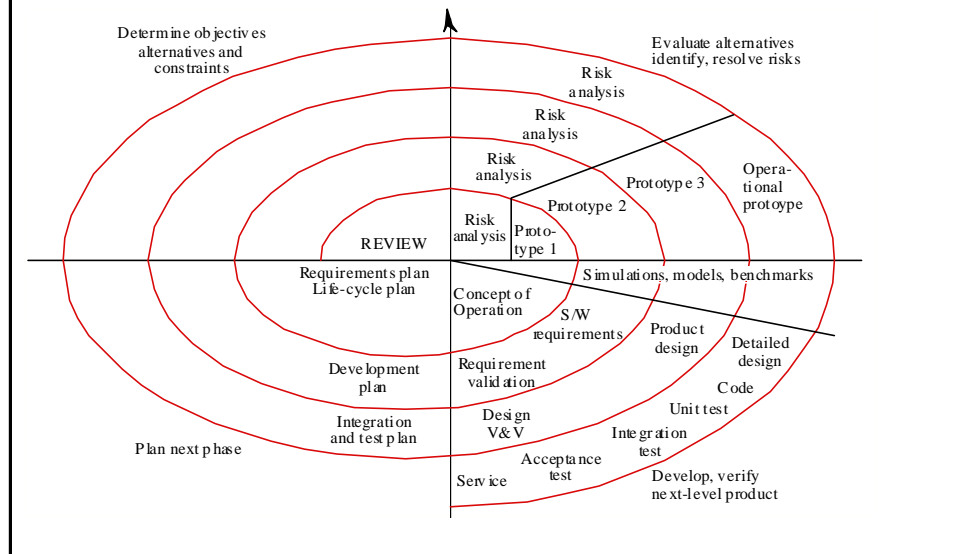 Determine objectives
alternatives and
constraints
Evaluate alternatives
identify, resolve risks
Risk
analysis
Risk
analysis
Risk
analysis
Risk
analysis
Proto-
type 1
Prototype 2
Prototype 3
Opera-
tional
protoype
REVIEW
Requirements plan
Life-cycle plan
Simulations, models, benchmarks
Concept of
Operation
S/W
requirements
Product
design
Detailed
design
Development
plan
Requirement
validation
Code
Unit test
Integration
and test plan
Design
V&V
Integration
test
Plan next phase
Acceptance
test
Service
Develop, verify
next-level product